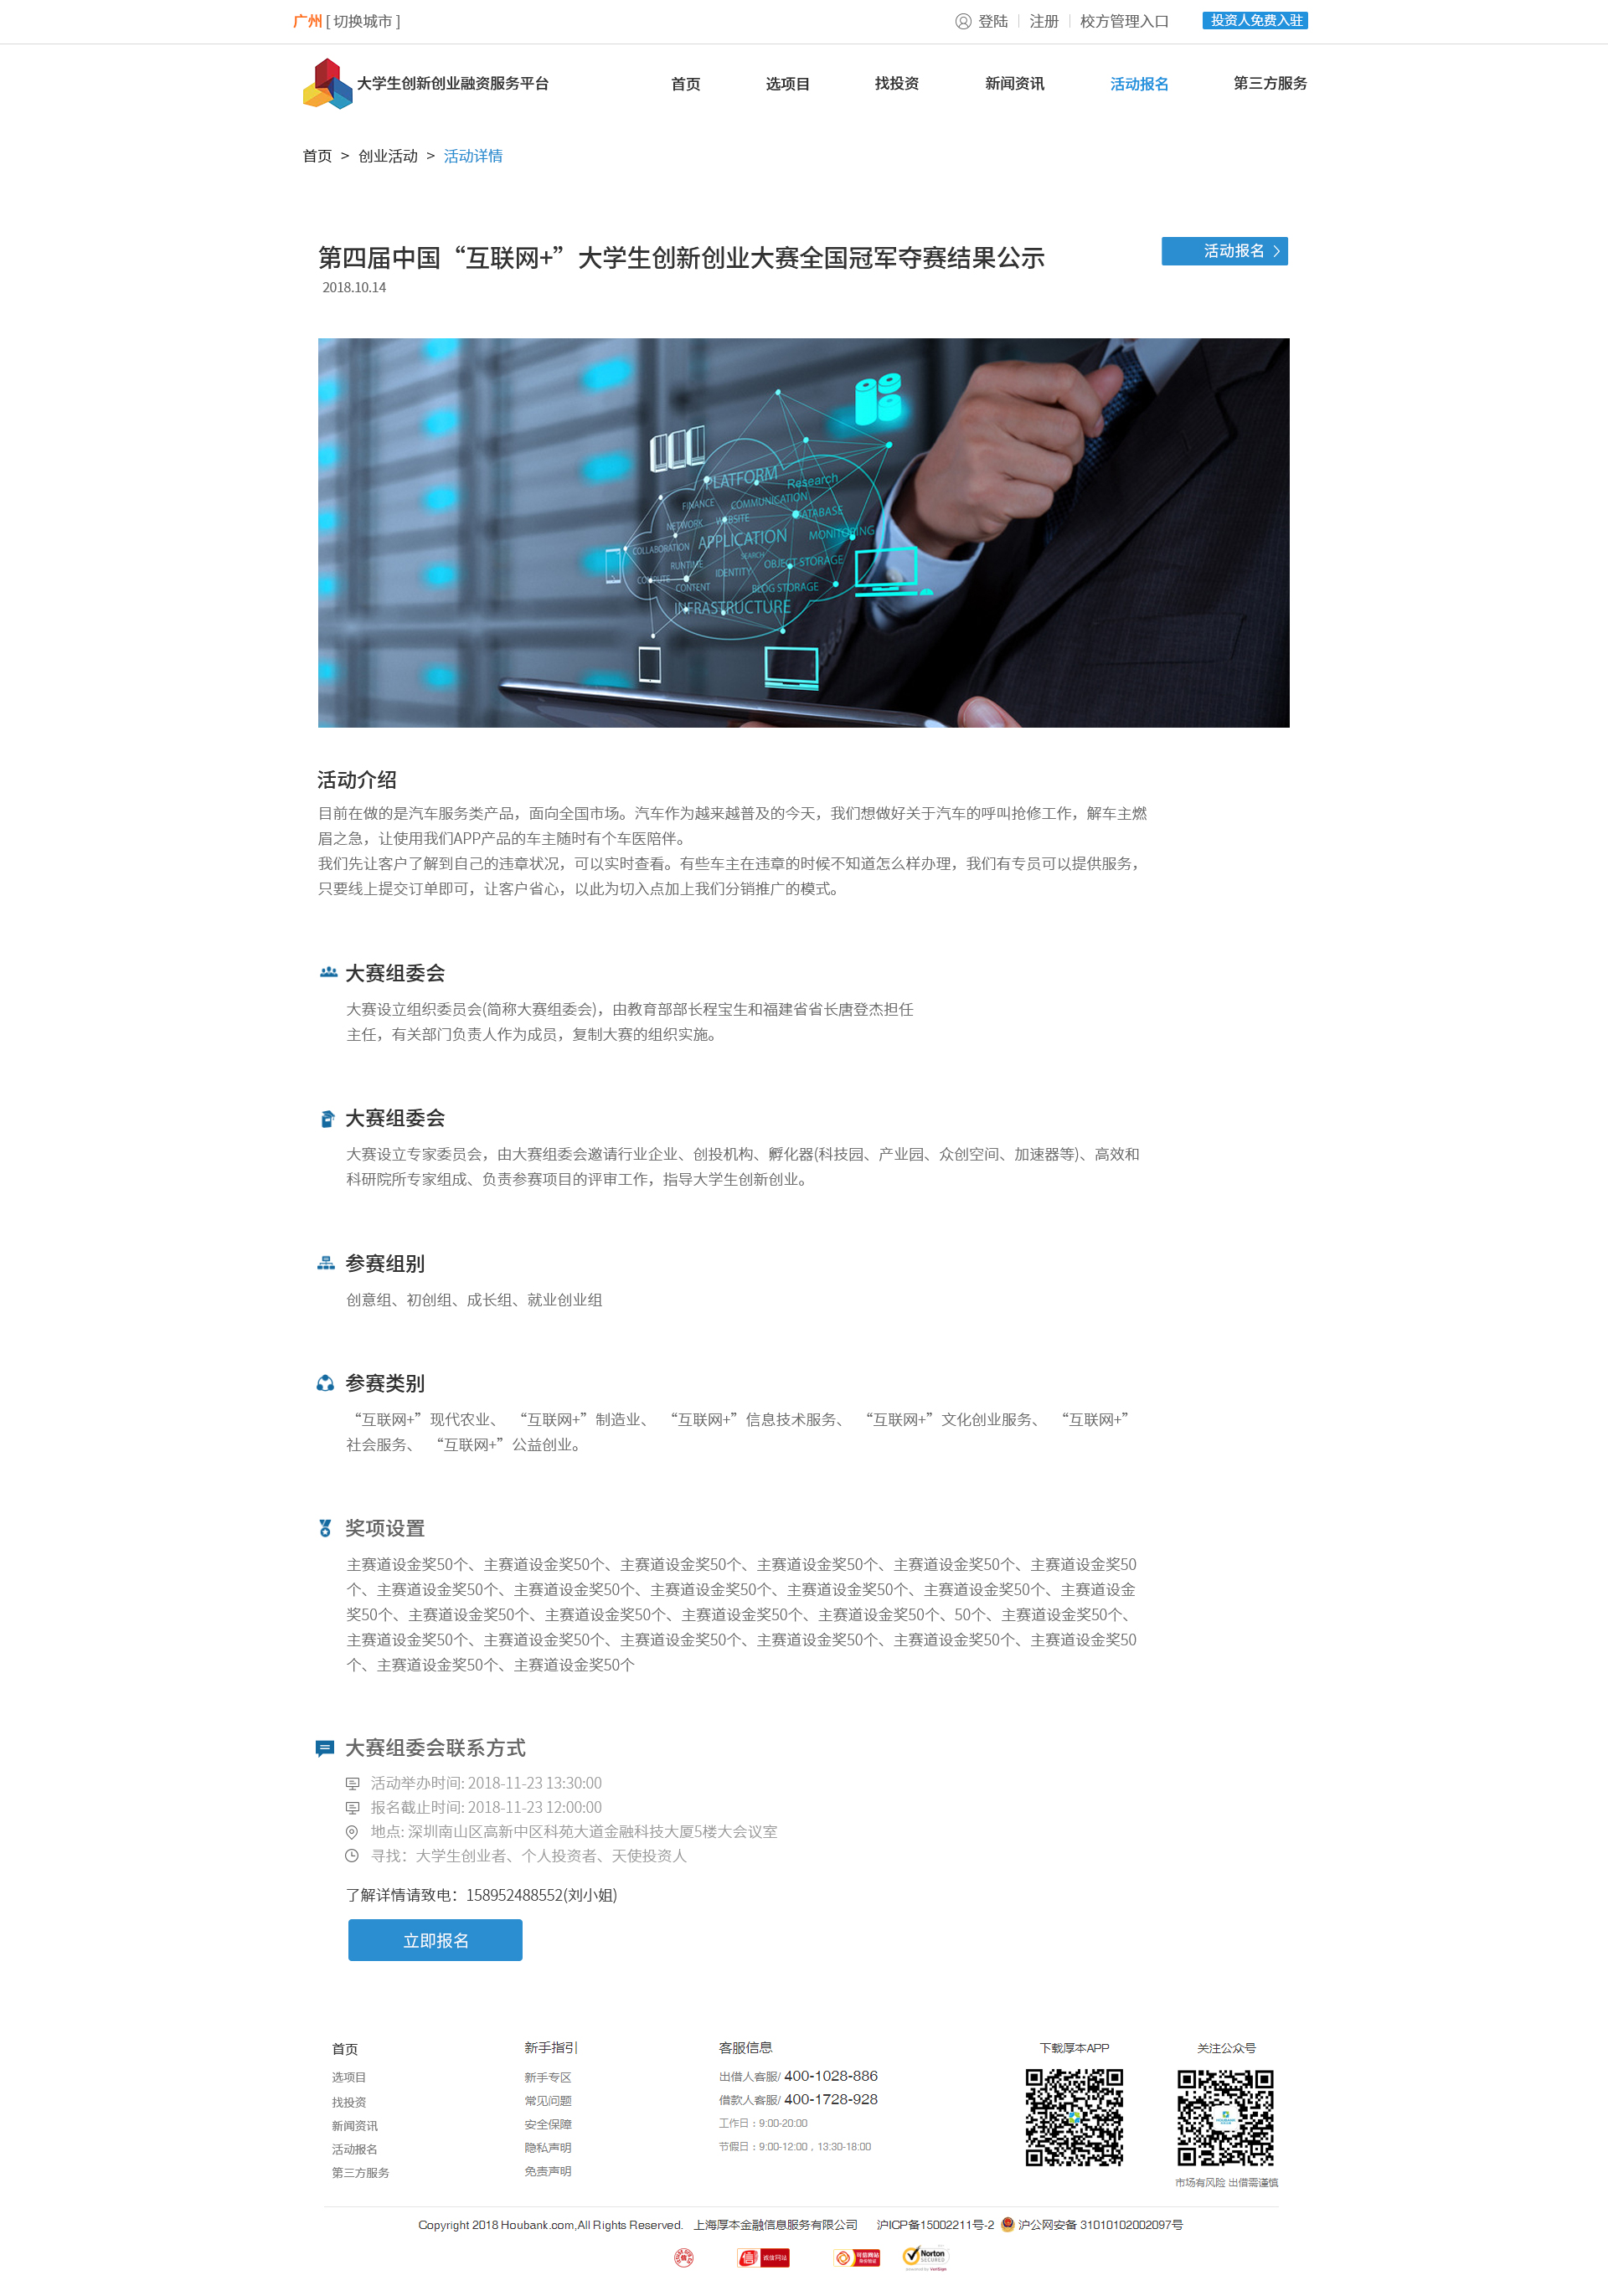 广州 [ 切换城市 ]
登陆 | 注册 | 校方管理入口
投资人免费入驻
大学生创新创业融资服务平台
首页 选项目 找投资 新闻资讯 活动报名 第三方服务
首页 > 创业活动 > 活动详情
第四届中国“互联网+”大学生创新创业大赛全国冠军夺赛结果公示
活动报名 >
2018.10.14
PLATFORM
Research
FINANCE COMMUNICATION
NETWORK WEBSITE DATABASE
APPLICATION MONITORING
COLLABORATION SEARCH
RUNTIME IDENTITY OBJECT STORAGE
COMPUTE CONTENT BLOG STORAGE
INFRASTRUCTURE
活动介绍
目前在做的是汽车服务类产品，面向全国市场。汽车作为越来越普及的今天，我们想做好关于汽车的呼叫抢修工作，解车主燃
眉之急，让使用我们APP产品的车主随时有个车医陪伴。
我们先让客户了解到自己的违章状况，可以实时查看。有些车主在违章的时候不知道怎么样办理，我们有专员可以提供服务，
只要线上提交订单即可，让客户省心，以此为切入点加上我们分销推广的模式。
大赛组委会
大赛设立组织委员会(简称大赛组委会)，由教育部部长程宝生和福建省省长唐登杰担任
主任，有关部门负责人作为成员，复制大赛的组织实施。
大赛组委会
大赛设立专家委员会，由大赛组委会邀请行业企业、创投机构、孵化器(科技园、产业园、众创空间、加速器等)、高效和
科研院所专家组成、负责参赛项目的评审工作，指导大学生创新创业。
参赛组别
创意组、初创组、成长组、就业创业组
参赛类别
“互联网+”现代农业、 “互联网+”制造业、 “互联网+”信息技术服务、 “互联网+”文化创业服务、 “互联网+”
社会服务、 “互联网+”公益创业。
奖项设置
主赛道设金奖50个、主赛道设金奖50个、主赛道设金奖50个、主赛道设金奖50个、主赛道设金奖50个、主赛道设金奖50
个、主赛道设金奖50个、主赛道设金奖50个、主赛道设金奖50个、主赛道设金奖50个、主赛道设金奖50个、主赛道设金
奖50个、主赛道设金奖50个、主赛道设金奖50个、主赛道设金奖50个、主赛道设金奖50个、50个、主赛道设金奖50个、
主赛道设金奖50个、主赛道设金奖50个、主赛道设金奖50个、主赛道设金奖50个、主赛道设金奖50个、主赛道设金奖50
个、主赛道设金奖50个、主赛道设金奖50个
大赛组委会联系方式
活动举办时间: 2018-11-23 13:30:00
报名截止时间: 2018-11-23 12:00:00
地点: 深圳南山区高新中区科苑大道金融科技大厦5楼大会议室
寻找：大学生创业者、个人投资者、天使投资人
了解详情请致电：158952488552(刘小姐)
立即报名
首页
选项目
找投资
新闻资讯
活动报名
第三方服务
新手指引
新手专区
常见问题
安全保障
隐私声明
免责声明
客服信息
出借人客服/ 400-1028-886
借款人客服/ 400-1728-928
工作日：9:00-20:00
节假日：9:00-12:00，13:30-18:00
下载厚本APP
关注公众号
市场有风险 出借需谨慎
Copyright 2018 Houbank.com,All Rights Reserved. 上海厚本金融信息服务有限公司 沪ICP备15002211号-2 沪公网安备 31010102002097号
信 诚信网站
可信网站
Norton
SECURED